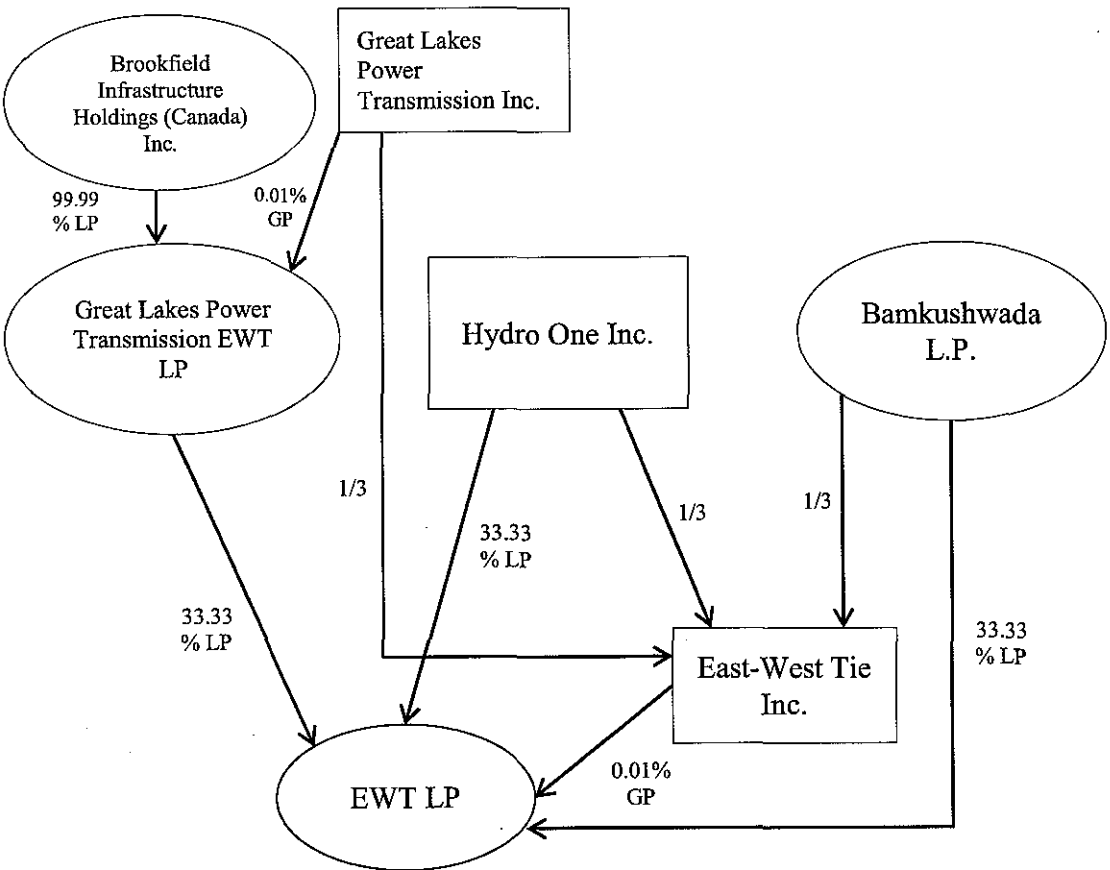 Brookfield
Infrastructure
Holdings (Canada)
Inc.
Great Lakes
Power
Transmission Inc.
99.99
% LP
0.01%
GP
Great Lakes Power
Transmission EWT
LP
Hydro One Inc.
Bamkushwada
L.P.
1/3
33.33
% LP
1/3
1/3
33.33
% LP
33.33
% LP
East-West Tie
Inc.
0.01%
GP
EWT LP